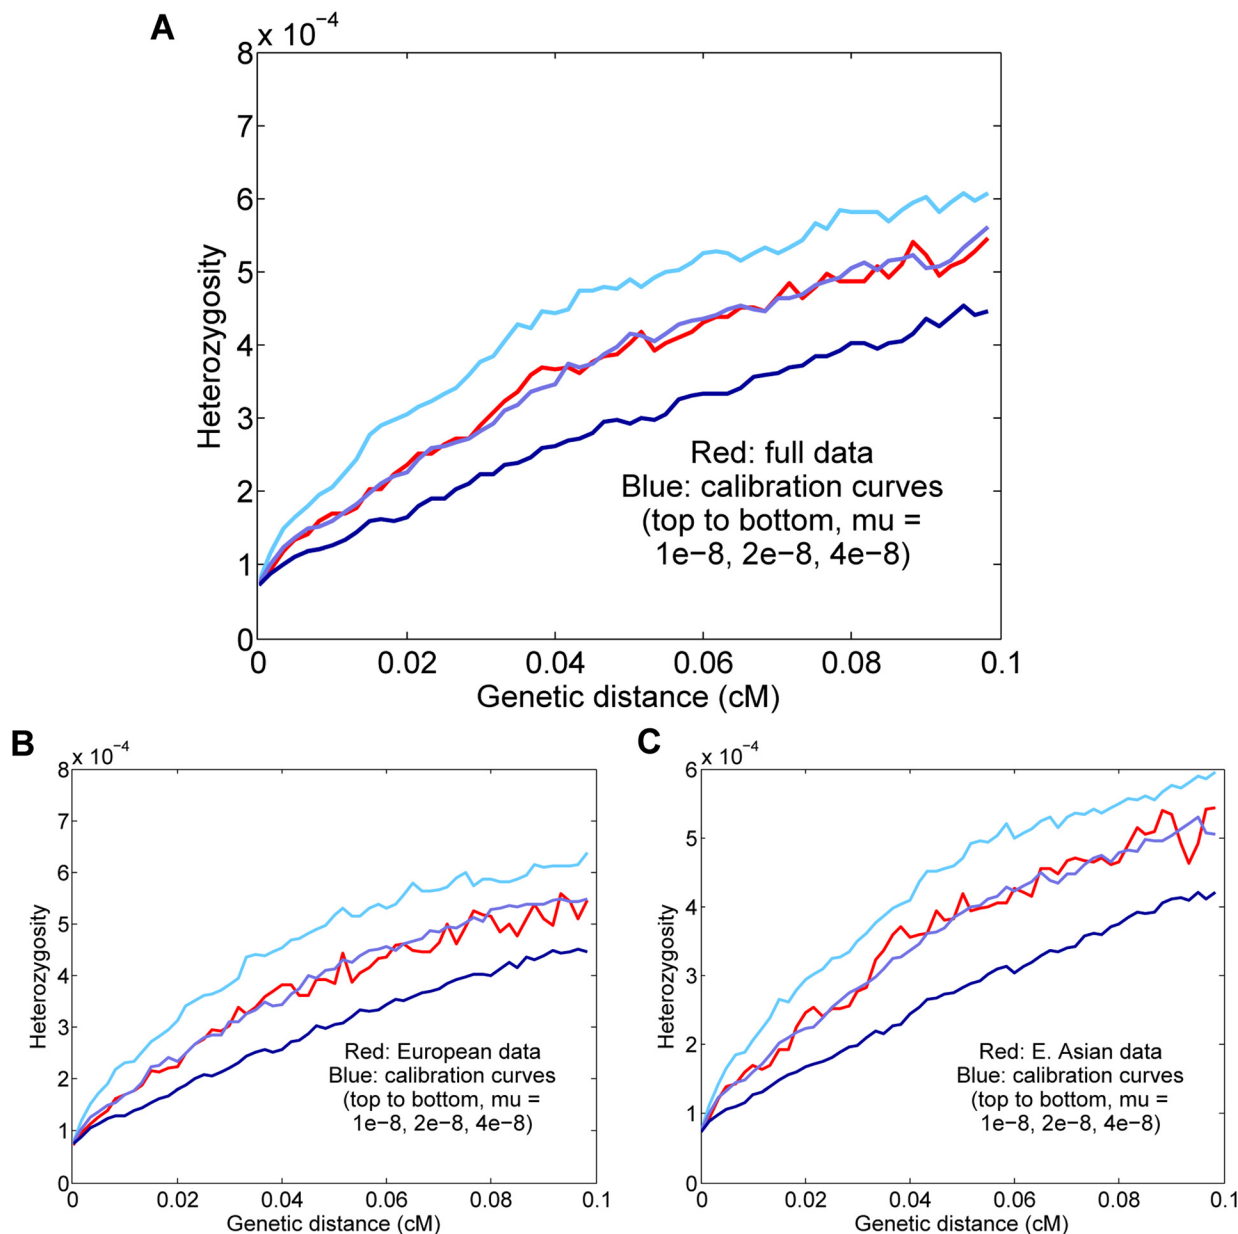 A
x 10−4
8
7
6
5
4
3
2
1
0
Heterozygosity
Red: full data
Blue: calibration curves
(top to bottom, mu =
1e−8, 2e−8, 4e−8)
0 0.02 0.04 0.06 0.08 0.1
Genetic distance (cM)
B
x 10−4
8
7
6
5
4
3
2
1
0
Heterozygosity
Red: European data
Blue: calibration curves
(top to bottom, mu =
1e−8, 2e−8, 4e−8)
0 0.02 0.04 0.06 0.08 0.1
Genetic distance (cM)
C
x 10−4
6
5
4
3
2
1
0
Heterozygosity
Red: E. Asian data
Blue: calibration curves
(top to bottom, mu =
1e−8, 2e−8, 4e−8)
0 0.02 0.04 0.06 0.08 0.1
Genetic distance (cM)